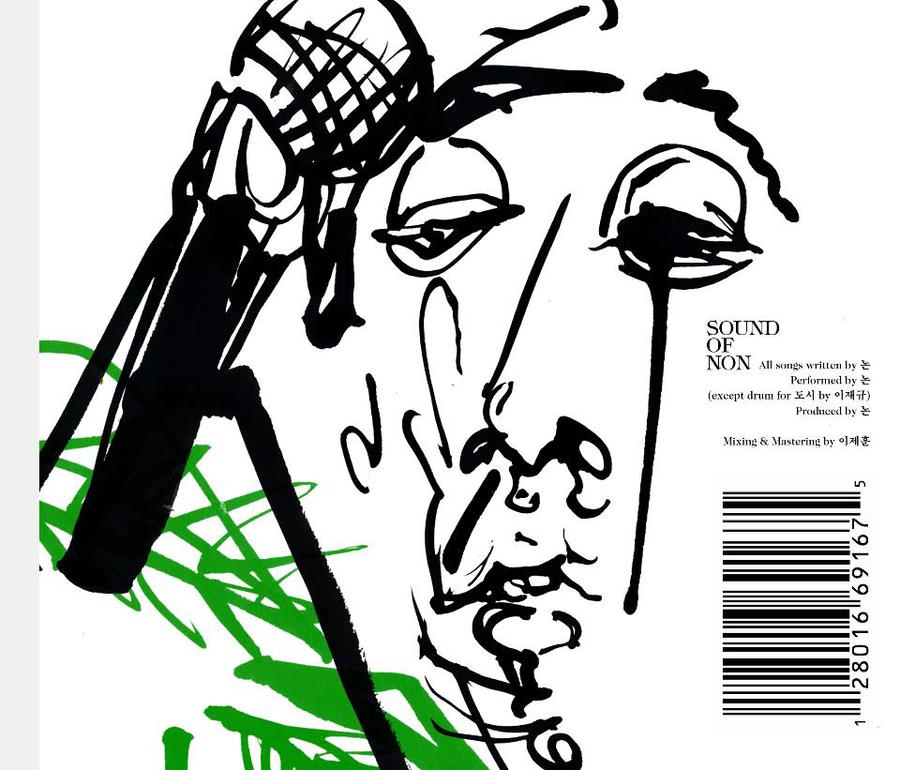 SOUND
OF
NON
All songs written by 논
Performed by 논
(except drum for 도시 by 이재규)
Produced by 논
Mixing & Mastering by 이제훈
1 28016 69167 5